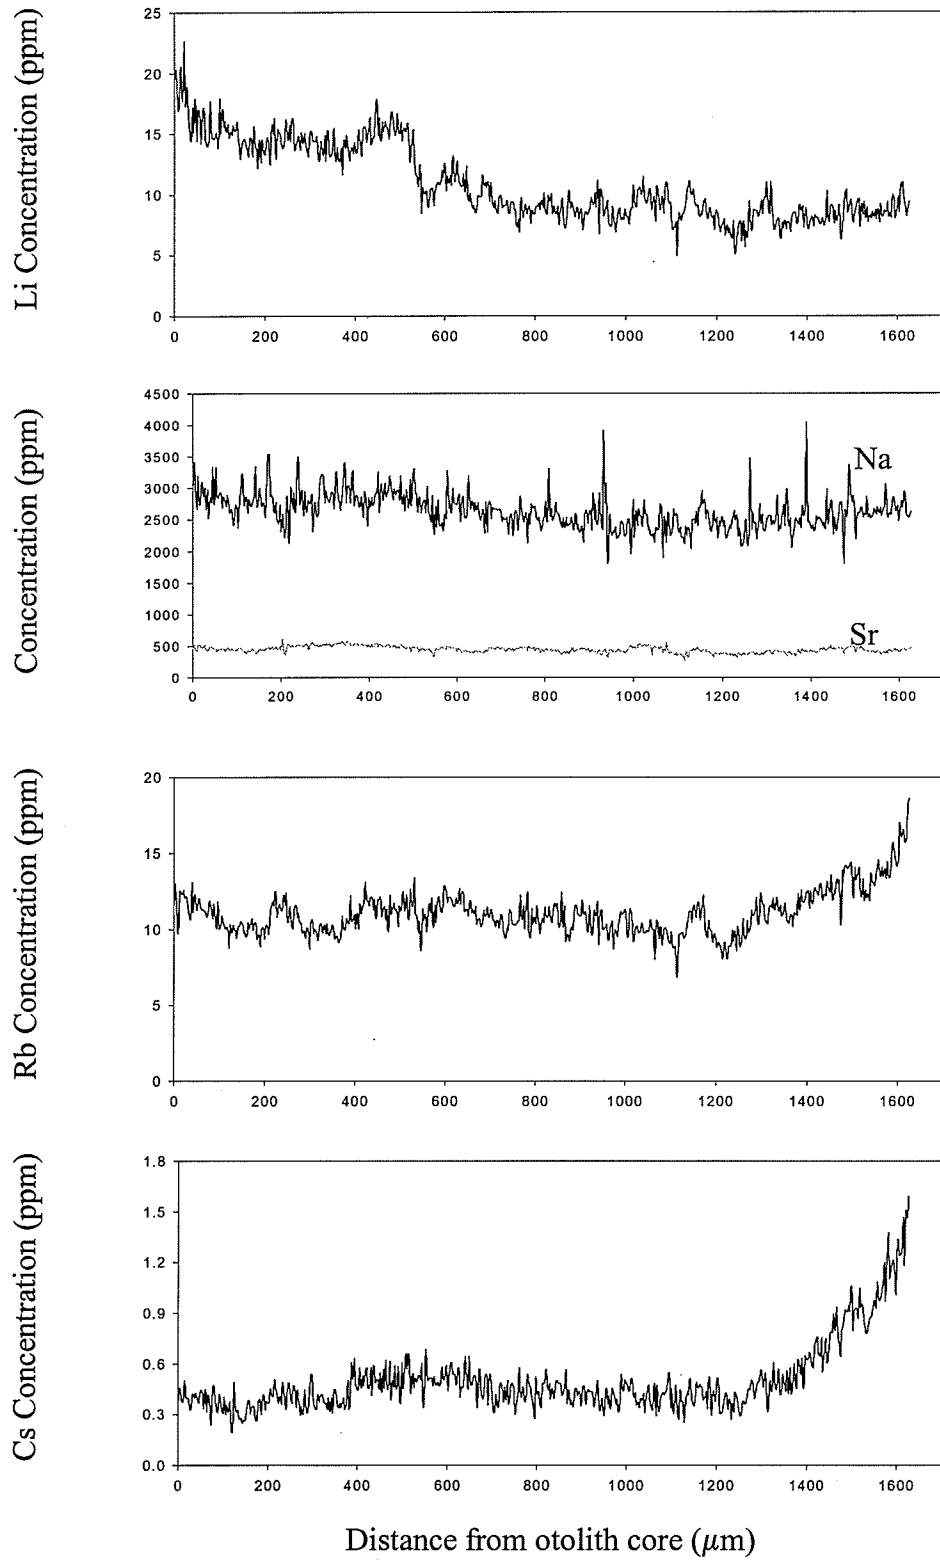 Li Concentration (ppm)
25
20
15
10
5
0
0 200 400 600 800 1000 1200 1400 1600
Concentration (ppm)
4500
4000
3500
3000
2500
2000
1500
1000
500
0
Na
Sr
0 200 400 600 800 1000 1200 1400 1600
Rb Concentration (ppm)
20
15
10
5
0
0 200 400 600 800 1000 1200 1400 1600
Cs Concentration (ppm)
1.8
1.5
1.2
0.9
0.6
0.3
0.0
0 200 400 600 800 1000 1200 1400 1600
Distance from otolith core (μm)